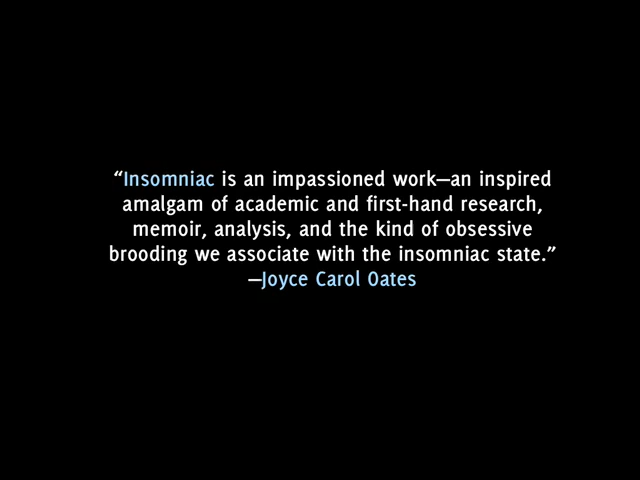 “Insomniac is an impassioned work—an inspired
amalgam of academic and first-hand research,
memoir, analysis, and the kind of obsessive
brooding we associate with the insomniac state.”
—Joyce Carol Oates